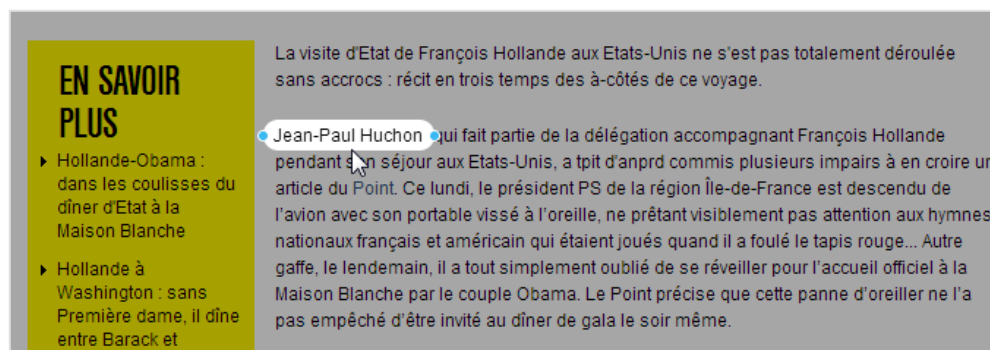 EN SAVOIR
PLUS
Hollande-Obama :
dans les coulisses du
dîner d'Etat à la
Maison Blanche
Hollande à
Washington : sans
Première dame, il dîne
entre Barack et
La visite d'Etat de François Hollande aux Etats-Unis ne s'est pas totalement déroulée
sans accrocs : récit en trois temps des à-côtés de ce voyage.
Jean-Paul Huchon qui fait partie de la délégation accompagnant François Hollande
pendant son séjour aux Etats-Unis, a tpit d'anprd commis plusieurs impairs à en croire un
article du Point. Ce lundi, le président PS de la région Île-de-France est descendu de
l'avion avec son portable vissé à l'oreille, ne prêtant visiblement pas attention aux hymnes
nationaux français et américain qui étaient joués quand il a foulé le tapis rouge... Autre
gaffe, le lendemain, il a tout simplement oublié de se réveiller pour l'accueil officiel à la
Maison Blanche par le couple Obama. Le Point précise que cette panne d'oreiller ne l'a
pas empêché d'être invité au dîner de gala le soir même.